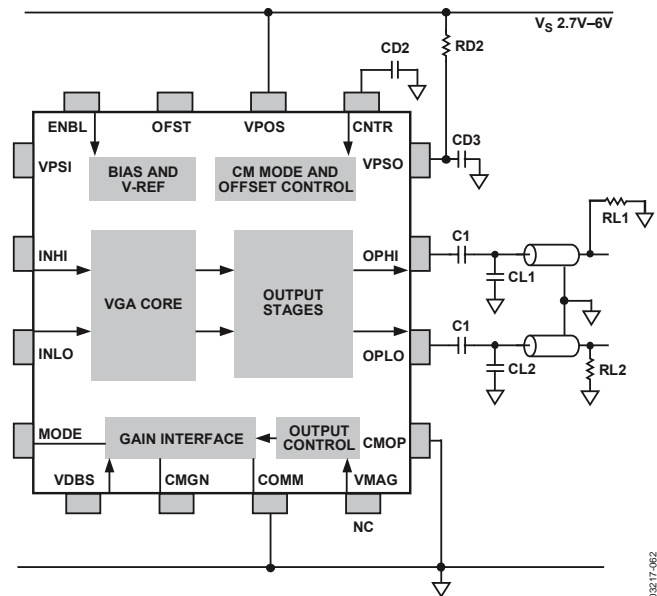 V_S 2.7V–6V
RD2
CD2
ENBL
OFST
VPOS
CNTR
CD3
VPSI
BIAS AND
V-REF
CM MODE AND
OFFSET CONTROL
VPSO
RL1
INHI
OPHI
C1
CL1
VGA CORE
OUTPUT
STAGES
INLO
OPLO
C1
CL2
RL2
MODE
GAIN INTERFACE
OUTPUT
CONTROL
CMOP
VDBS
CMGN
COMM
VMAG
NC
03217-062